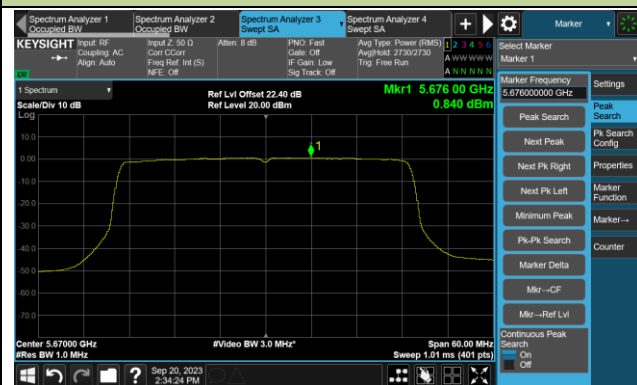 Spectrum Analyzer 1
Occupied BW
Spectrum Analyzer 2
Occupied BW
Spectrum Analyzer 3
Swept SA
Spectrum Analyzer 4
Swept SA
Marker
KEYSIGHT
Input: RF
Coupling: AC
Align: Auto
Input Z: 50 Ω
Corr CCorr
Freq Ref: Int (S)
NFE: Off
Atten: 8 dB
PNO: Fast
Gate: Off
IF Gain: Low
Sig Track: Off
Avg Type: Power (RMS)
Avg|Hold: 2730/2730
Trig: Free Run
1 2 3 4 5 6
A W W W W W
A N N N N N
Select Marker
Marker 1
1 Spectrum
Scale/Div 10 dB
Log
Ref Lvl Offset 22.40 dB
Ref Level 20.00 dBm
Mkr1 5.676 00 GHz
0.840 dBm
10.0
0.00
-10.0
-20.0
-30.0
-40.0
-50.0
-60.0
-70.0
1
Center 5.67000 GHz
#Res BW 1.0 MHz
#Video BW 3.0 MHz*
Span 60.00 MHz
Sweep 1.01 ms (401 pts)
Marker Frequency
5.676000000 GHz
Peak Search
Next Peak
Next Pk Right
Next Pk Left
Minimum Peak
Pk-Pk Search
Marker Delta
Mkr→CF
Mkr→Ref Lvl
Continuous Peak
Search
On
Off
Settings
Peak
Search
Pk Search
Config
Properties
Marker
Function
Marker→
Counter
Sep 20, 2023
2:34:24 PM